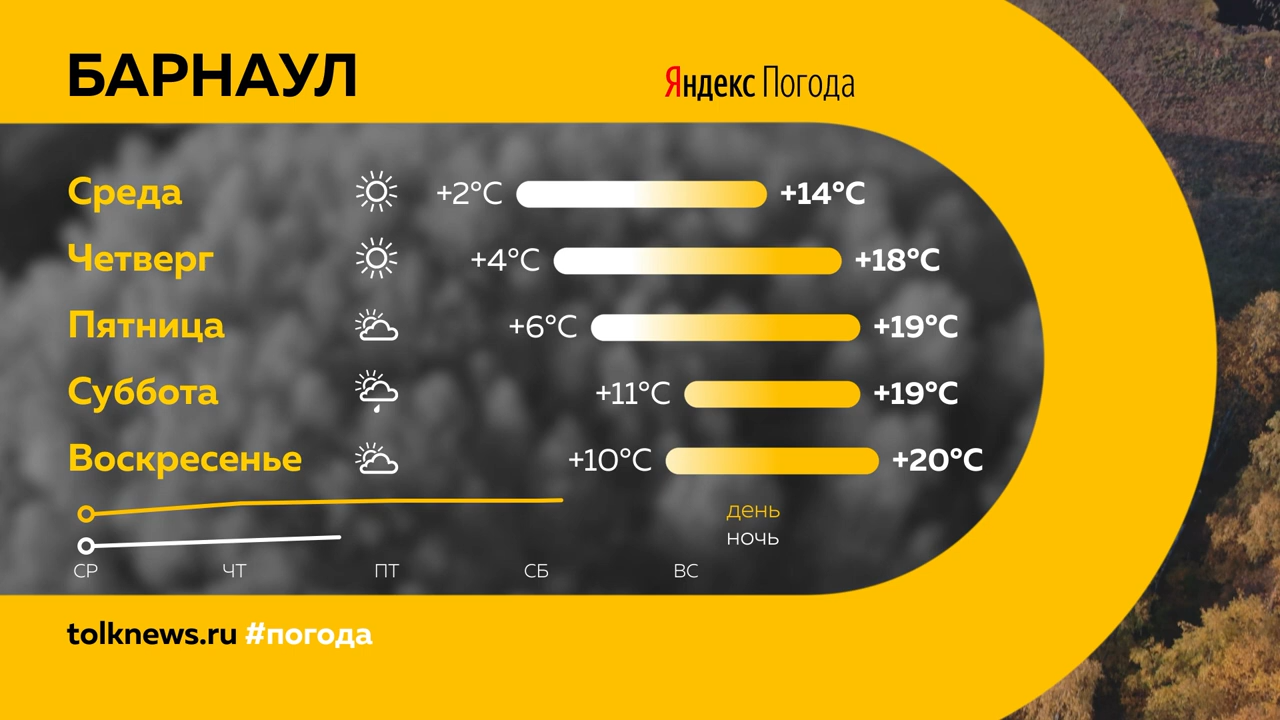 БАРНАУЛ
Яндекс Погода
Среда +2°C +14°C
Четверг +4°C +18°C
Пятница +6°C +19°C
Суббота +11°C +19°C
Воскресенье +10°C +20°C
день
ночь
СР ЧТ ПТ СБ ВС
tolknews.ru #погода